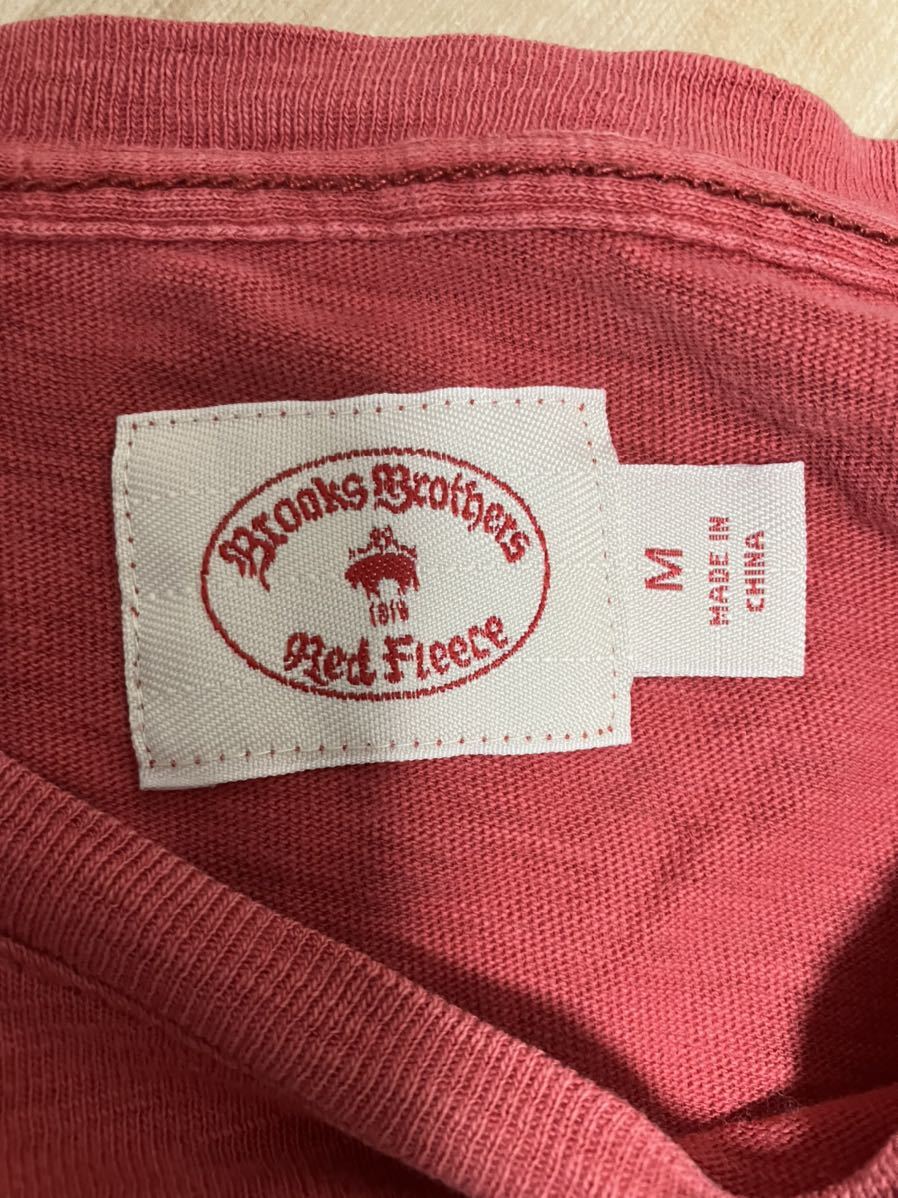 Brooks Brothers
1818
Red Fleece
M
MADE IN
CHINA